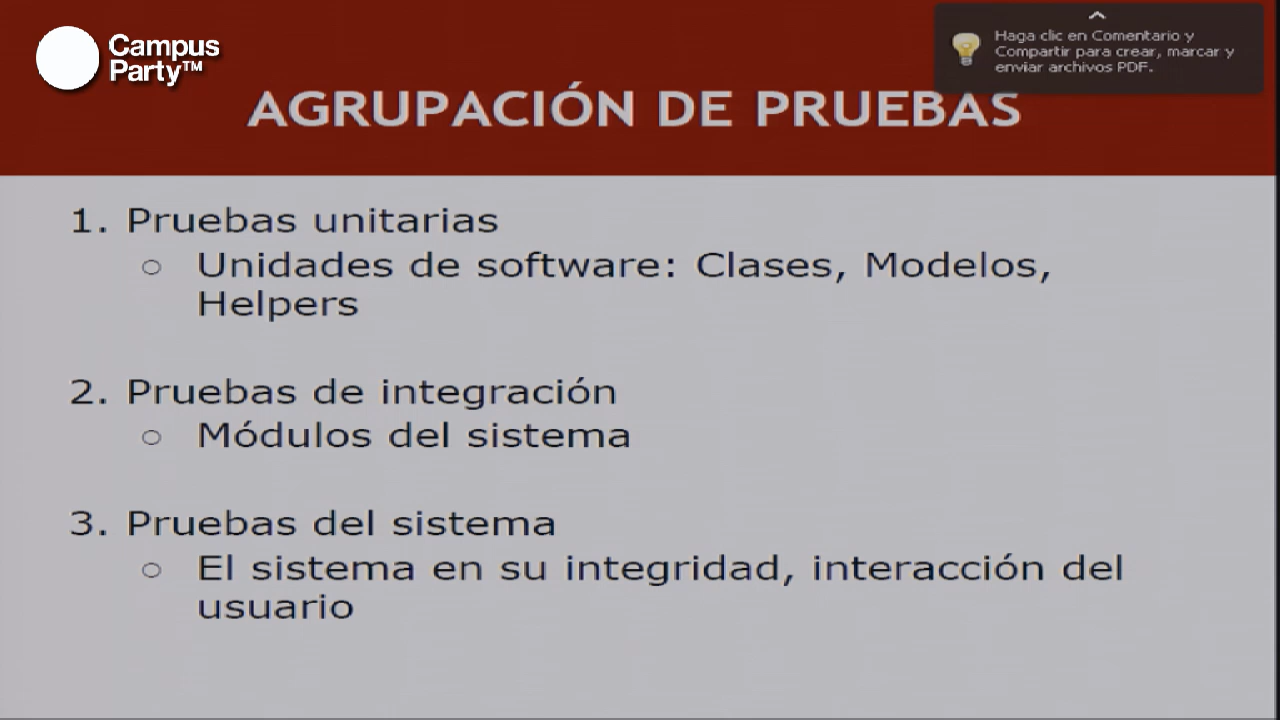 Campus
Party™
Haga clic en Comentario y
Compartir para crear, marcar y
enviar archivos PDF.
AGRUPACIÓN DE PRUEBAS
1. Pruebas unitarias
○ Unidades de software: Clases, Modelos,
Helpers
2. Pruebas de integración
○ Módulos del sistema
3. Pruebas del sistema
○ El sistema en su integridad, interacción del
usuario